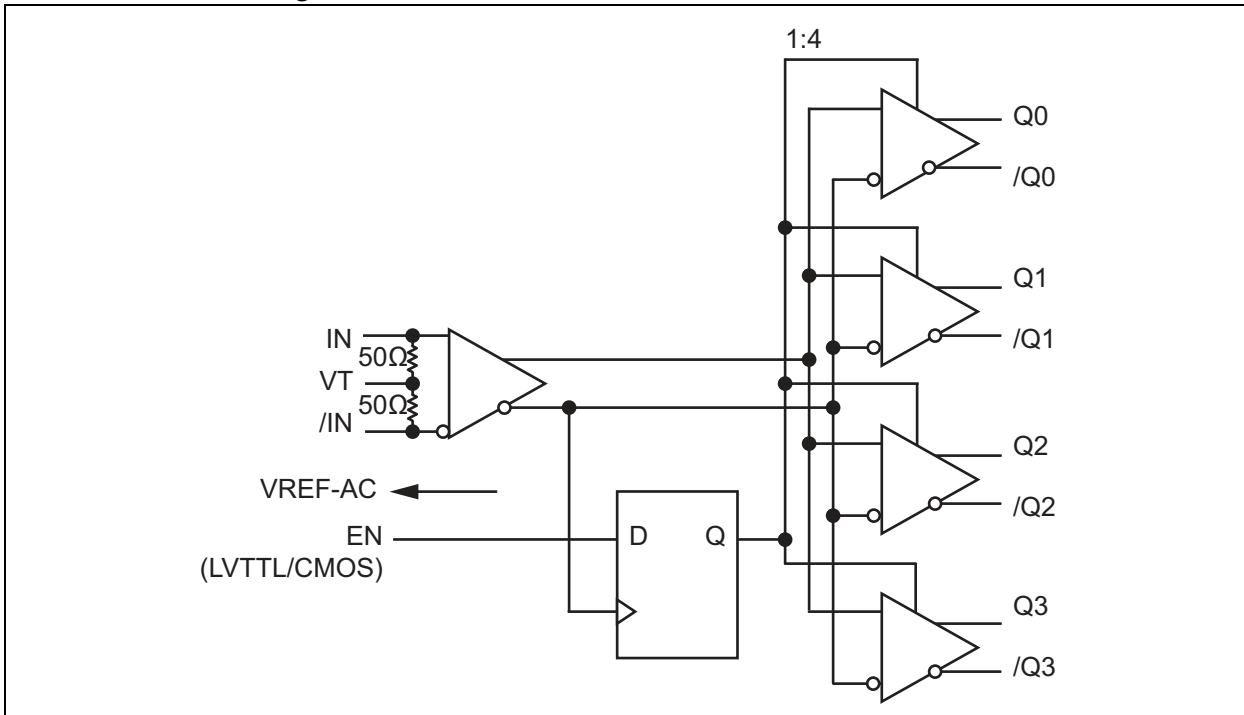 1:4
Q0
/Q0
Q1
/Q1
IN
50Ω
VT
50Ω
/IN
Q2
/Q2
VREF-AC
EN
(LVTTL/CMOS)
D Q
Q3
/Q3